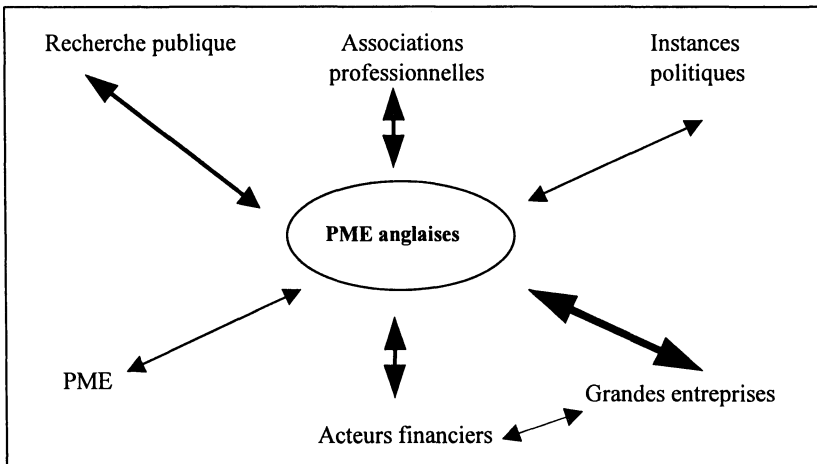 Recherche publique
Associations
professionnelles
Instances
politiques
PME anglaises
PME
Grandes entreprises
Acteurs financiers